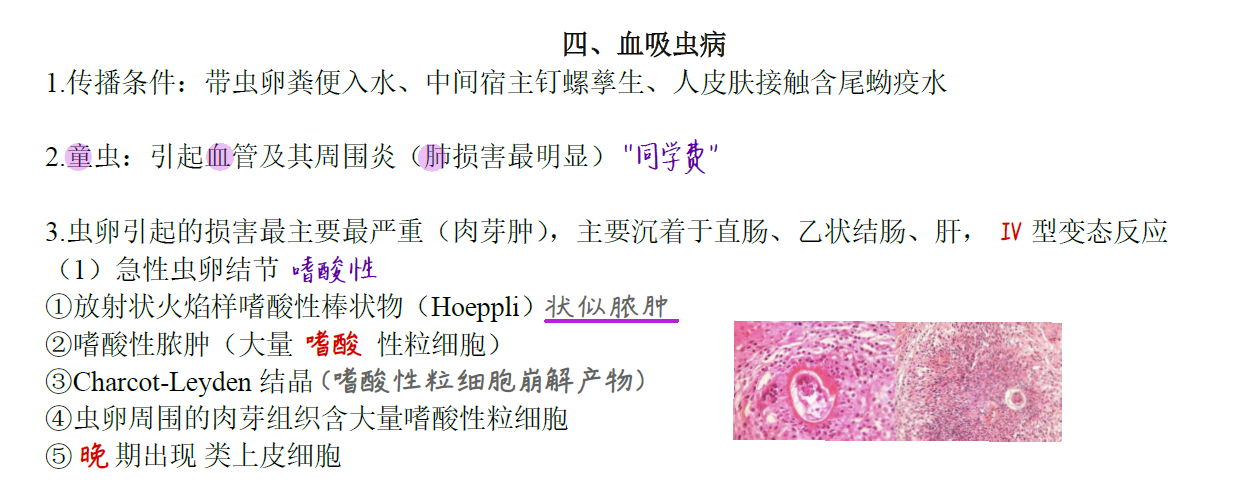 四、血吸虫病
1.传播条件：带虫卵粪便入水、中间宿主钉螺孳生、人皮肤接触含尾蚴疫水
2.童虫：引起血管及其周围炎（肺损害最明显）"同学费"
3.虫卵引起的损害最主要最严重（肉芽肿），主要沉着于直肠、乙状结肠、肝， IV 型变态反应
（1）急性虫卵结节 嗜酸性
①放射状火焰样嗜酸性棒状物（Hoeppli）状似脓肿
②嗜酸性脓肿（大量 嗜酸 性粒细胞）
③Charcot-Leyden 结晶（嗜酸性粒细胞崩解产物）
④虫卵周围的肉芽组织含大量嗜酸性粒细胞
⑤ 晚 期出现 类上皮细胞